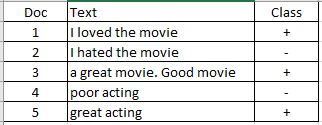 Doc Text Class
1 I loved the movie +
2 I hated the movie -
3 a great movie. Good movie +
4 poor acting -
5 great acting +